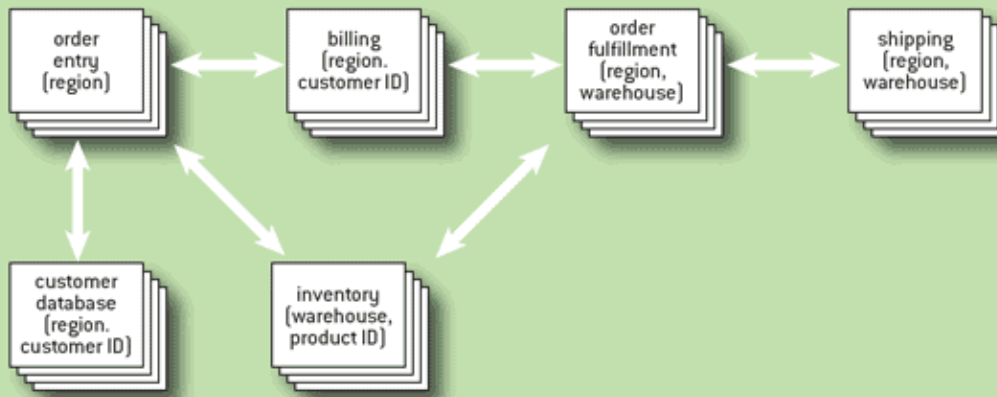 order
entry
(region)
billing
(region.
customer ID)
order
fulfillment
(region,
warehouse)
shipping
(region,
warehouse)
customer
database
(region.
customer ID)
inventory
(warehouse,
product ID)